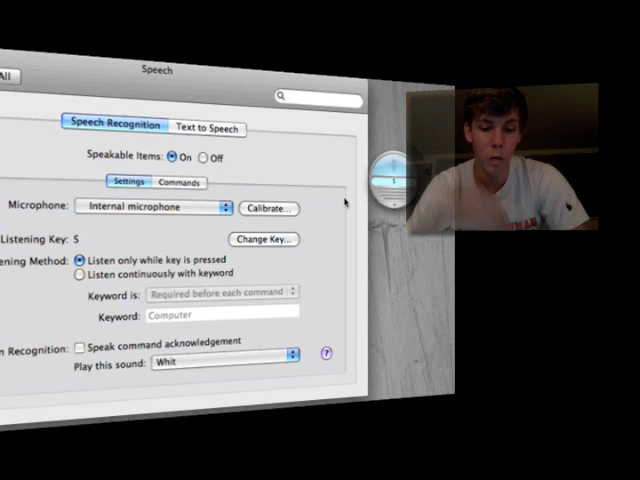 All
Speech
Speech Recognition Text to Speech
Speakable Items: On Off
Settings Commands
Microphone: Internal microphone Calibrate...
Listening Key: S Change Key...
ening Method: Listen only while key is pressed
Listen continuously with keyword
Keyword is: Required before each command
Keyword: Computer
n Recognition: Speak command acknowledgement
Play this sound: Whit
?
S